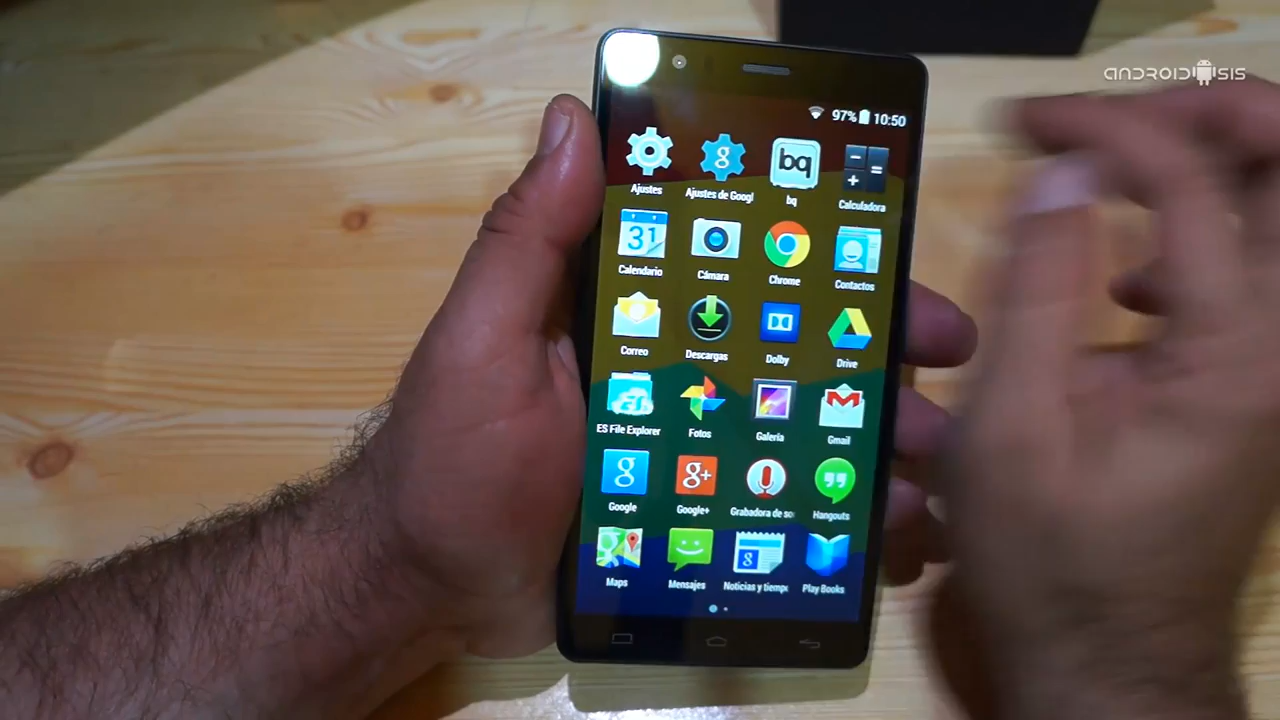 ANDROIDSIS
97% 10:50
Ajustes
Ajustes de Googl
bq
bq
Calculadora
31
Calendario
Cámara
Chrome
Contactos
Correo
Descargas
Dolby
Drive
ES File Explorer
Fotos
Galería
Gmail
Google
g+
Google+
Grabadora de so
Hangouts
Maps
Mensajes
Noticias y tiemp
Play Books